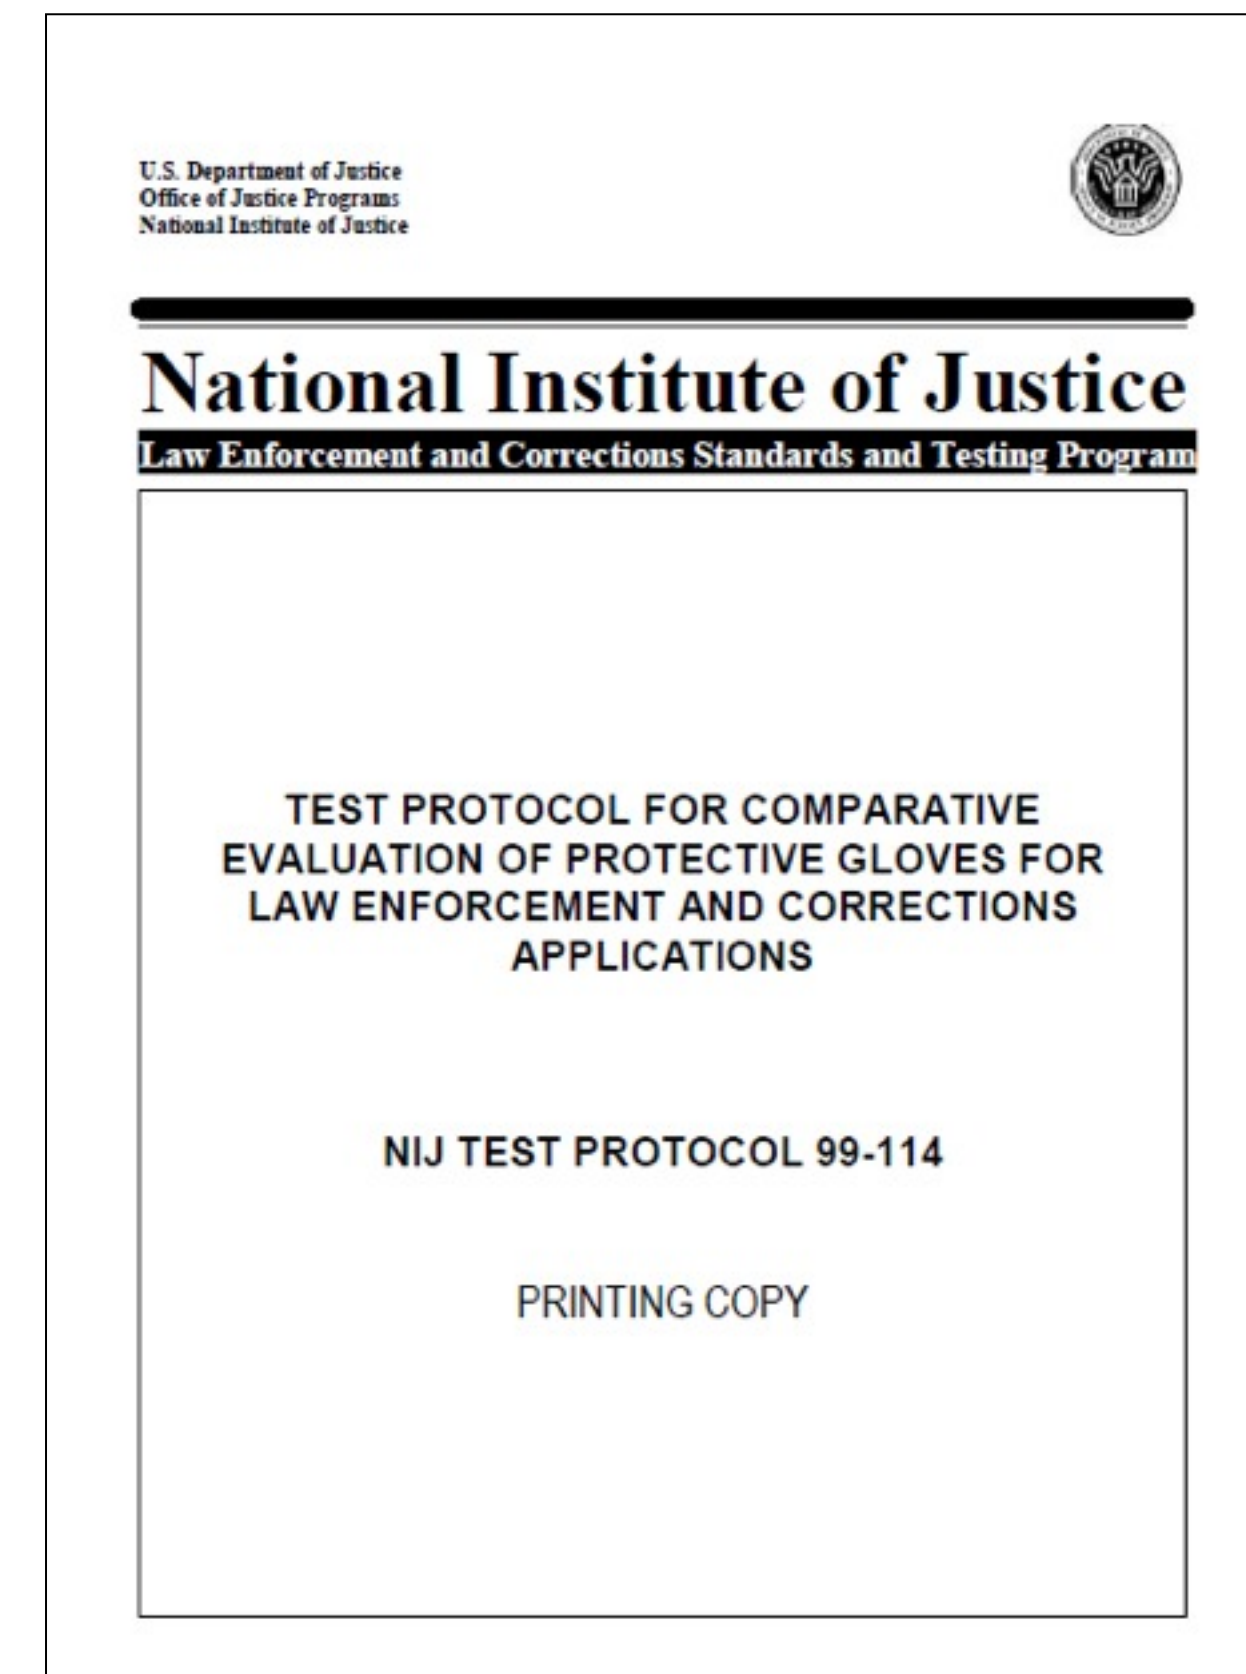 U.S. Department of Justice
Office of Justice Programs
National Institute of Justice
National Institute of Justice
Law Enforcement and Corrections Standards and Testing Program
TEST PROTOCOL FOR COMPARATIVE
EVALUATION OF PROTECTIVE GLOVES FOR
LAW ENFORCEMENT AND CORRECTIONS
APPLICATIONS
NIJ TEST PROTOCOL 99-114
PRINTING COPY